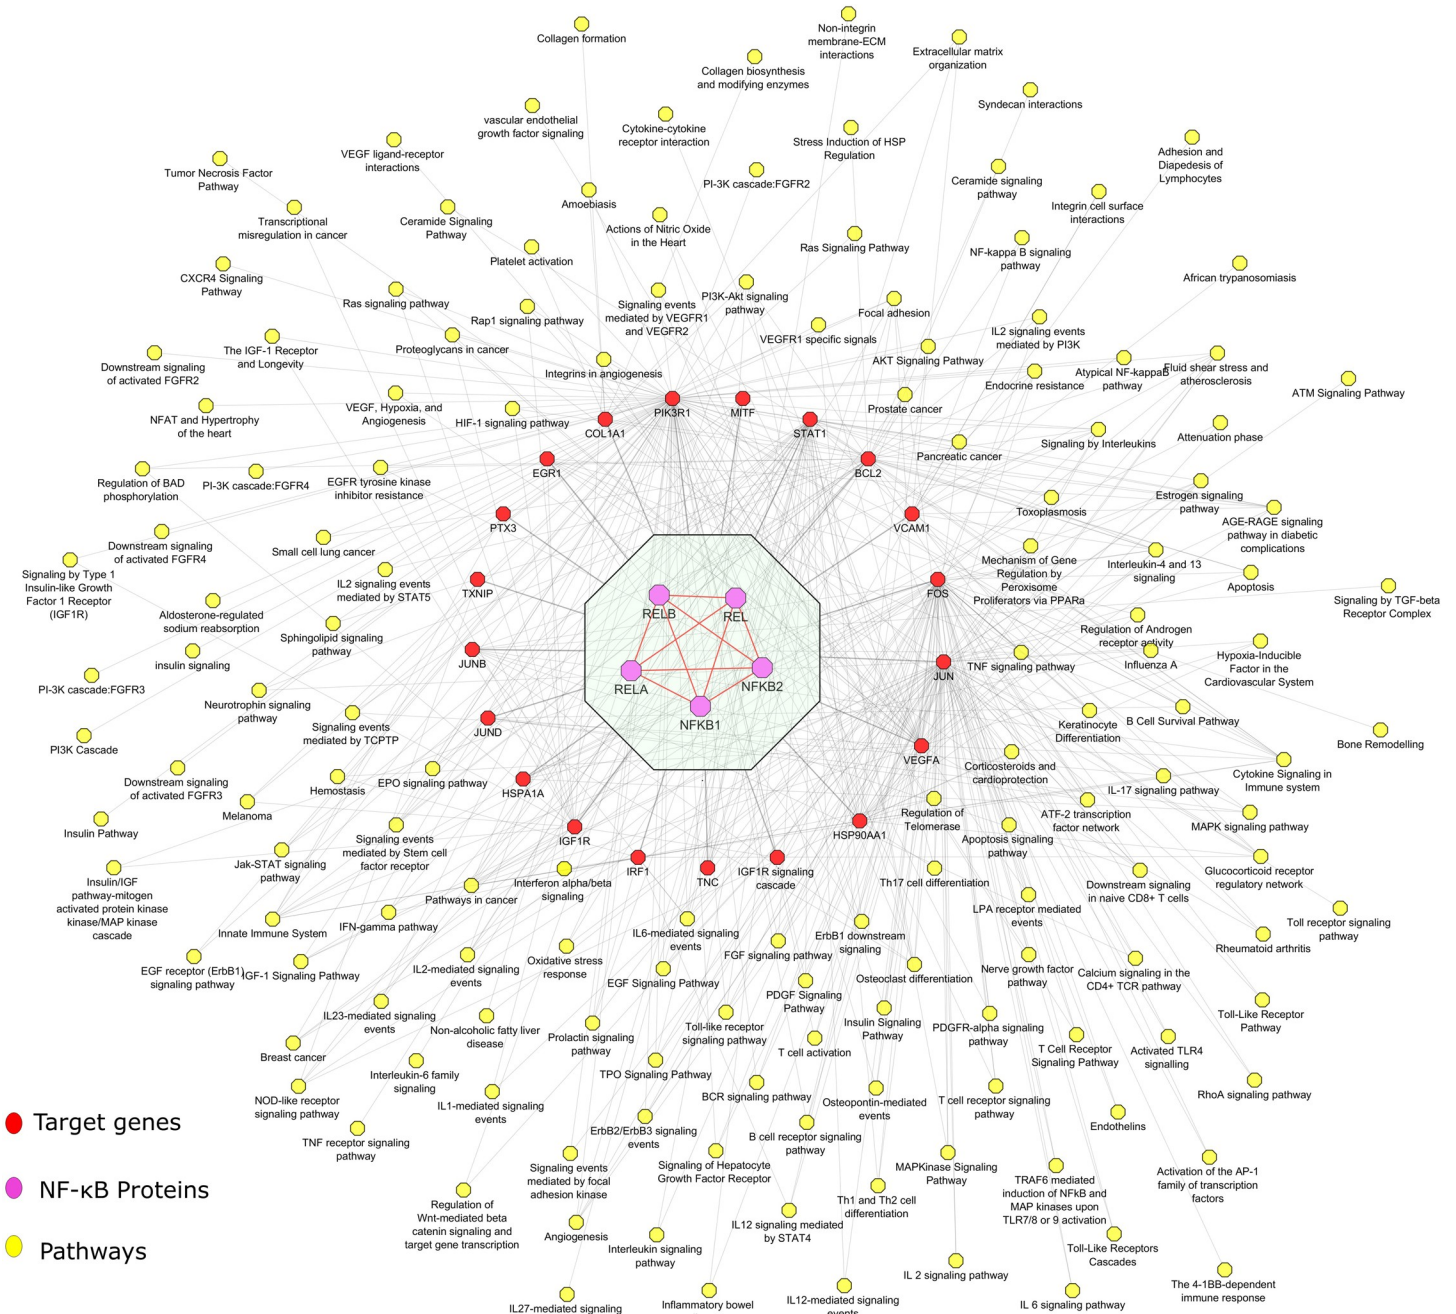 Collagen formation
Non-integrin
membrane-ECM
interactions
Extracellular matrix
organization
Collagen biosynthesis
and modifying enzymes
Syndecan interactions
vascular endothelial
growth factor signaling
Cytokine-cytokine
receptor interaction
Stress Induction of HSP
Regulation
Adhesion and
Diapedesis of
Lymphocytes
VEGF ligand-receptor
interactions
Tumor Necrosis Factor
Pathway
PI-3K cascade:FGFR2
Ceramide signaling
pathway
Amoebiasis
Integrin cell surface
interactions
Transcriptional
misregulation in cancer
Ceramide Signaling
Pathway
Actions of Nitric Oxide
in the Heart
Ras Signaling Pathway
NF-kappa B signaling
pathway
Platelet activation
CXCR4 Signaling
Pathway
African trypanosomiasis
Ras signaling pathway
Signaling events
mediated by VEGFR1
and VEGFR2
PI3K-Akt signaling
pathway
Rap1 signaling pathway
Focal adhesion
VEGFR1 specific signals
IL2 signaling events
mediated by PI3K
The IGF-1 Receptor
and Longevity
Proteoglycans in cancer
AKT Signaling Pathway
Downstream signaling
of activated FGFR2
Integrins in angiogenesis
Endocrine resistance
Atypical NF-kappaB
pathway
Fluid shear stress and
atherosclerosis
ATM Signaling Pathway
NFAT and Hypertrophy
of the heart
VEGF, Hypoxia, and
Angiogenesis
HIF-1 signaling pathway
PIK3R1
MITF
COL1A1
STAT1
Prostate cancer
Signaling by Interleukins
Attenuation phase
Pancreatic cancer
Regulation of BAD
phosphorylation
PI-3K cascade:FGFR4
EGFR tyrosine kinase
inhibitor resistance
EGR1
BCL2
Estrogen signaling
pathway
Toxoplasmosis
AGE-RAGE signaling
pathway in diabetic
complications
PTX3
VCAM1
Downstream signaling
of activated FGFR4
Small cell lung cancar
Mechanism of Gene
Regulation by
Peroxisome
Proliferators via PPARa
Interleukin-4 and 13
signaling
Apoptosis
Signaling by Type 1
Insulin-like Growth
Factor 1 Receptor
(IGF1R)
IL2 signaling events
mediated by STAT5
TXNIP
FOS
RELB
REL
Signaling by TGF-beta
Receptor Complex
Aldosterone-regulated
sodium reabsorption
Sphingolipid signaling
pathway
Regulation of Androgen
receptor activity
Influenza A
Hypoxia-Inducible
Factor in the
Cardiovascular System
insulin signaling
JUNB
TNF signaling pathway
JUN
RELA
NFKB2
NFKB1
PI-3K cascade:FGFR3
Neurotrophin signaling
pathway
Signaling events
mediated by TCPTP
JUND
Keratinocyte
Differentiation
B Cell Survival Pathway
PI3K Cascade
Bone Remodelling
VEGFA
Downstream signaling
of activated FGFR3
Hemostasis
EPO signaling pathway
HSPA1A
Corticosteroids and
cardioprotection
IL-17 signaling pathway
Cytokine Signaling in
Immune system
Insulin Pathway
Melanoma
Regulation of
Telomerase
ATF-2 transcription
factor network
MAPK signaling pathway
Signaling events
mediated by Stem cell
factor receptor
IGF1R
HSP90AA1
Apoptosis signaling
pathway
Jak-STAT signaling
pathway
IRF1
TNC
IGF1R signaling
cascade
Insulin/IGF
pathway-mitogen
activated protein kinase
kinase/MAP kinase
cascade
Interferon alpha/beta
signaling
Pathways in cancer
Th17 cell differentiation
Downstream signaling
in naive CD8+ T cells
Glucocorticoid receptor
regulatory network
Innate Immune System
IFN-gamma pathway
IL6-mediated signaling
events
ErbB1 downstream
signaling
LPA receptor mediated
events
Toll receptor signaling
pathway
Rheumatoid arthritis
EGF receptor (ErbB1)
signaling pathway
IGF-1 Signaling Pathway
IL2-mediated signaling
events
Oxidative stress
response
EGF Signaling Pathway
FGF signaling pathway
Osteoclast differentiation
Nerve growth factor
pathway
Calcium signaling in the
CD4+ TCR pathway
PDGF Signaling
Pathway
IL23-mediated signaling
events
Non-alcoholic fatty liver
disease
Prolactin signaling
pathway
Toll-like receptor
signaling pathway
Insulin Signaling
Pathway
PDGFR-alpha signaling
pathway
Toll-Like Receptor
Pathway
Breast cancer
T cell activation
T Cell Receptor
Signaling Pathway
Activated TLR4
signalling
Interleukin-6 family
signaling
TPO Signaling Pathway
NOD-like receptor
signaling pathway
IL1-mediated signaling
events
BCR signaling pathway
Osteopontin-mediated
events
T cell receptor signaling
pathway
RhoA signaling pathway
Target genes
TNF receptor signaling
pathway
ErbB2/ErbB3 signaling
events
B cell receptor signaling
pathway
Endothelins
Signaling events
mediated by focal
adhesion kinase
Signaling of Hepatocyte
Growth Factor Receptor
MAPKinase Signaling
Pathway
TRAF6 mediated
induction of NFkB and
MAP kinases upon
TLR7/8 or 9 activation
Activation of the AP-1
family of transcription
factors
NF-κB Proteins
Regulation of
Wnt-mediated beta
catenin signaling and
target gene transcription
Th1 and Th2 cell
differentiation
Angiogenesis
IL12 signaling mediated
by STAT4
Interleukin signaling
pathway
Toll-Like Receptors
Cascades
Pathways
IL 2 signaling pathway
The 4-1BB-dependent
immune response
IL27-mediated signaling
Inflammatory bowel
IL12-mediated signaling
events
IL 6 signaling pathway